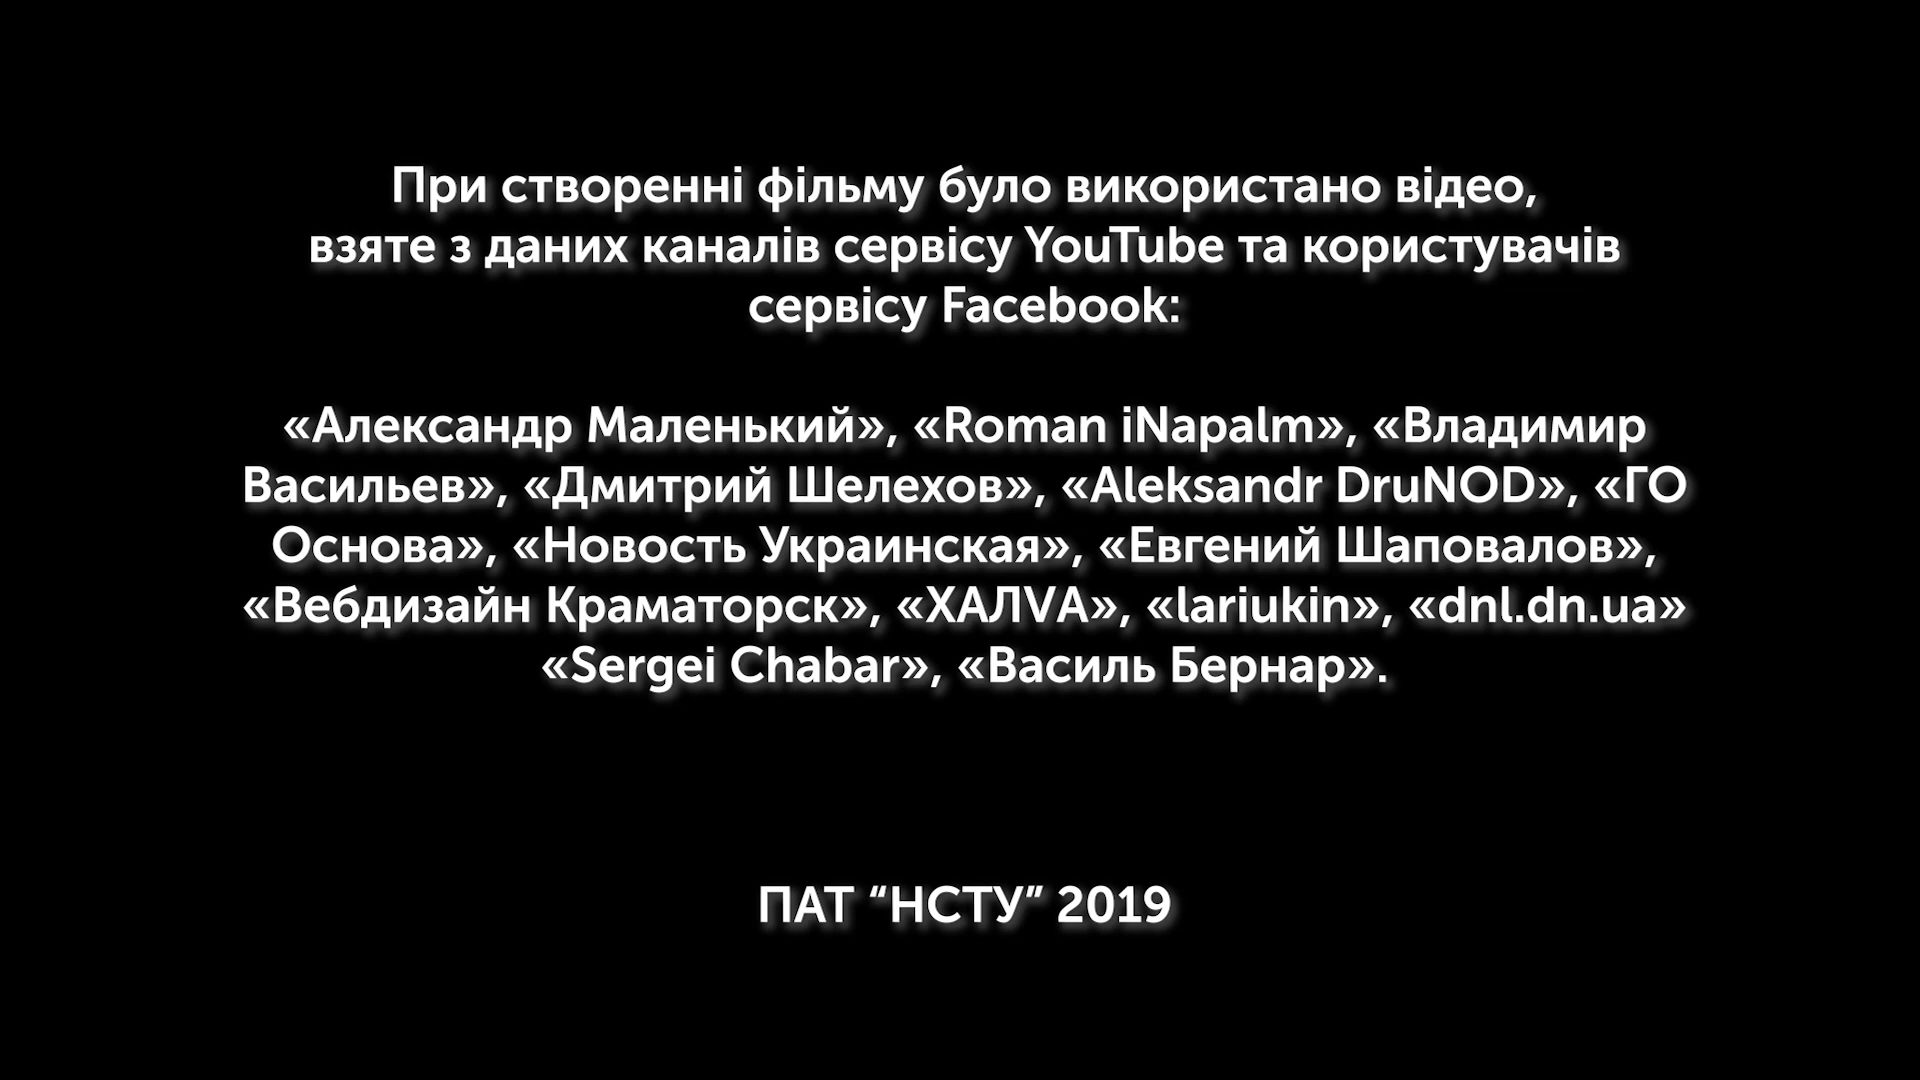 При створенні фільму було використано відео,
взяте з даних каналів сервісу YouTube та користувачів
сервісу Facebook:
«Александр Маленький», «Roman iNapalm», «Владимир
Васильев», «Дмитрий Шелехов», «Aleksandr DruNOD», «ГО
Основа», «Новость Украинская», «Евгений Шаповалов»,
«Вебдизайн Краматорск», «ХАЛVА», «lariukin», «dnl.dn.ua»
«Sergei Chabar», «Василь Бернар».
ПАТ “НСТУ” 2019